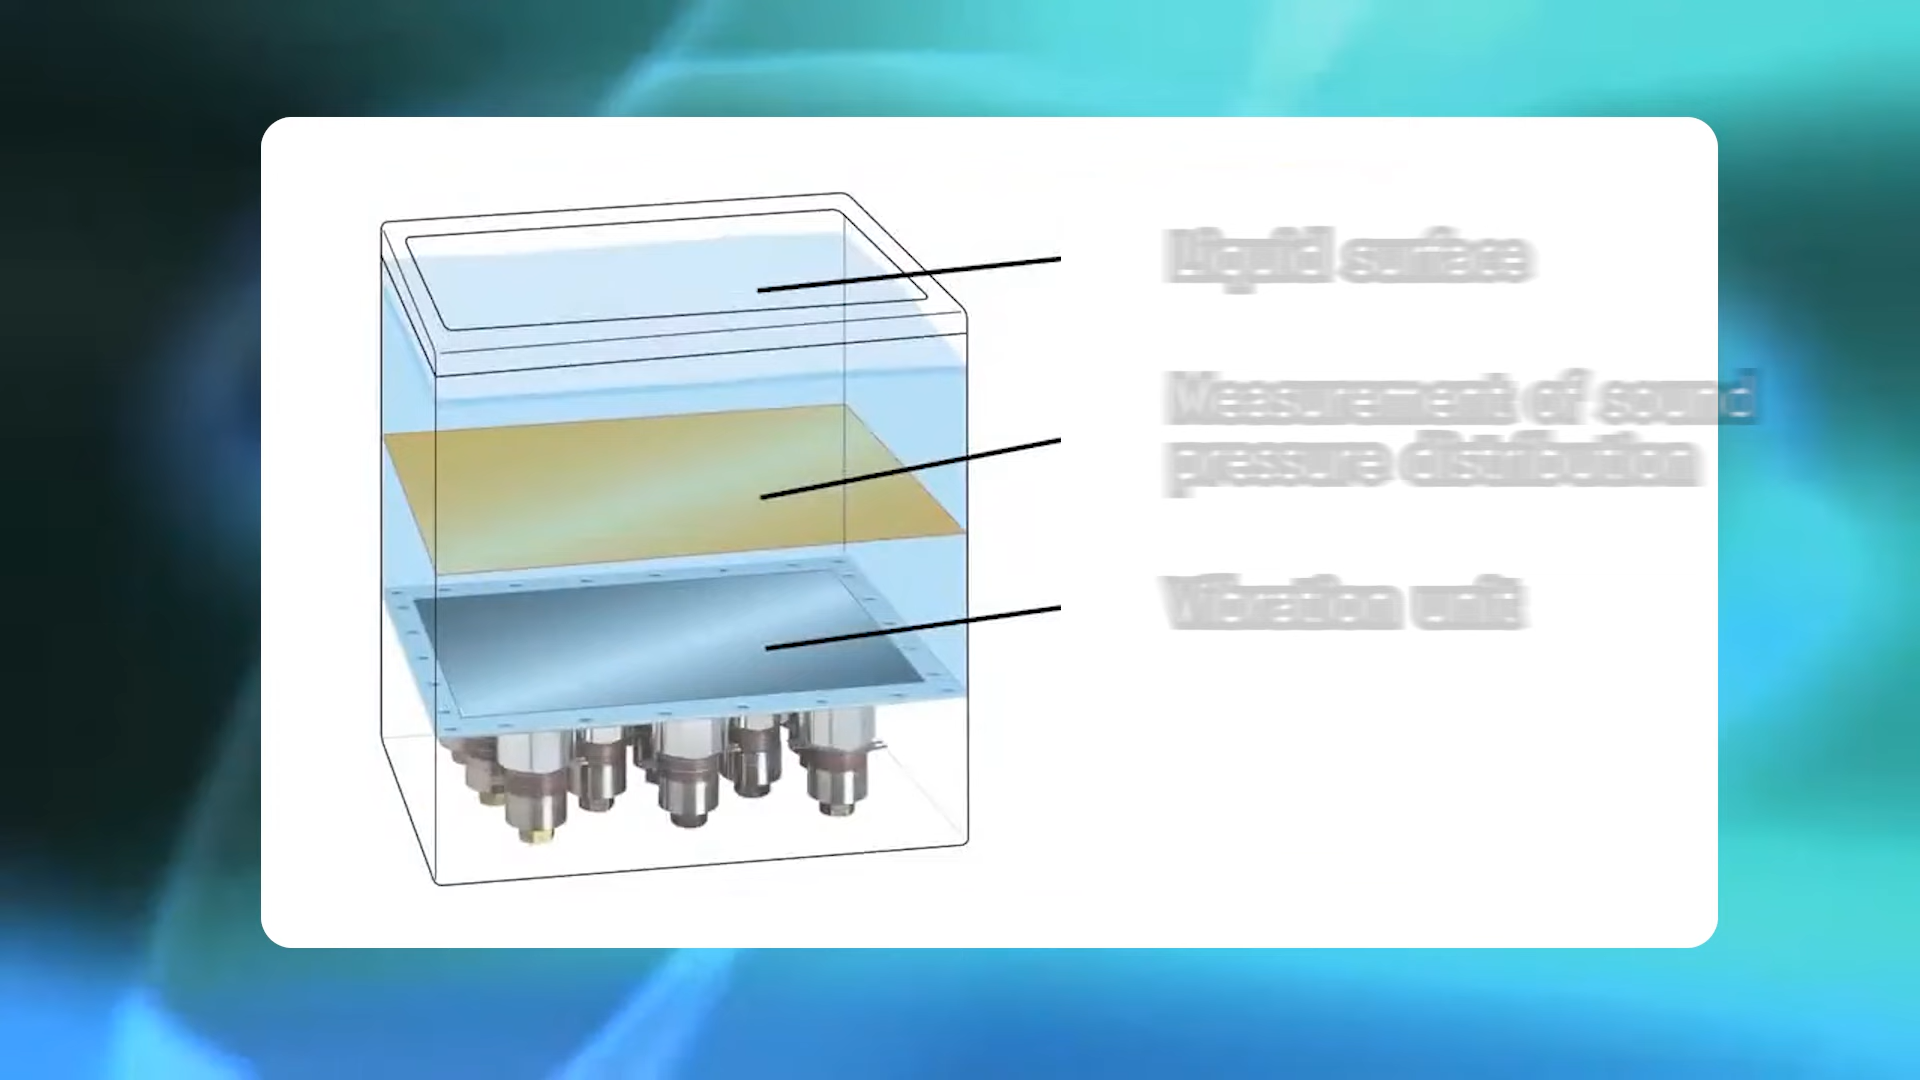 Liquid surface
Measurement of sound
pressure distribution
Vibration unit